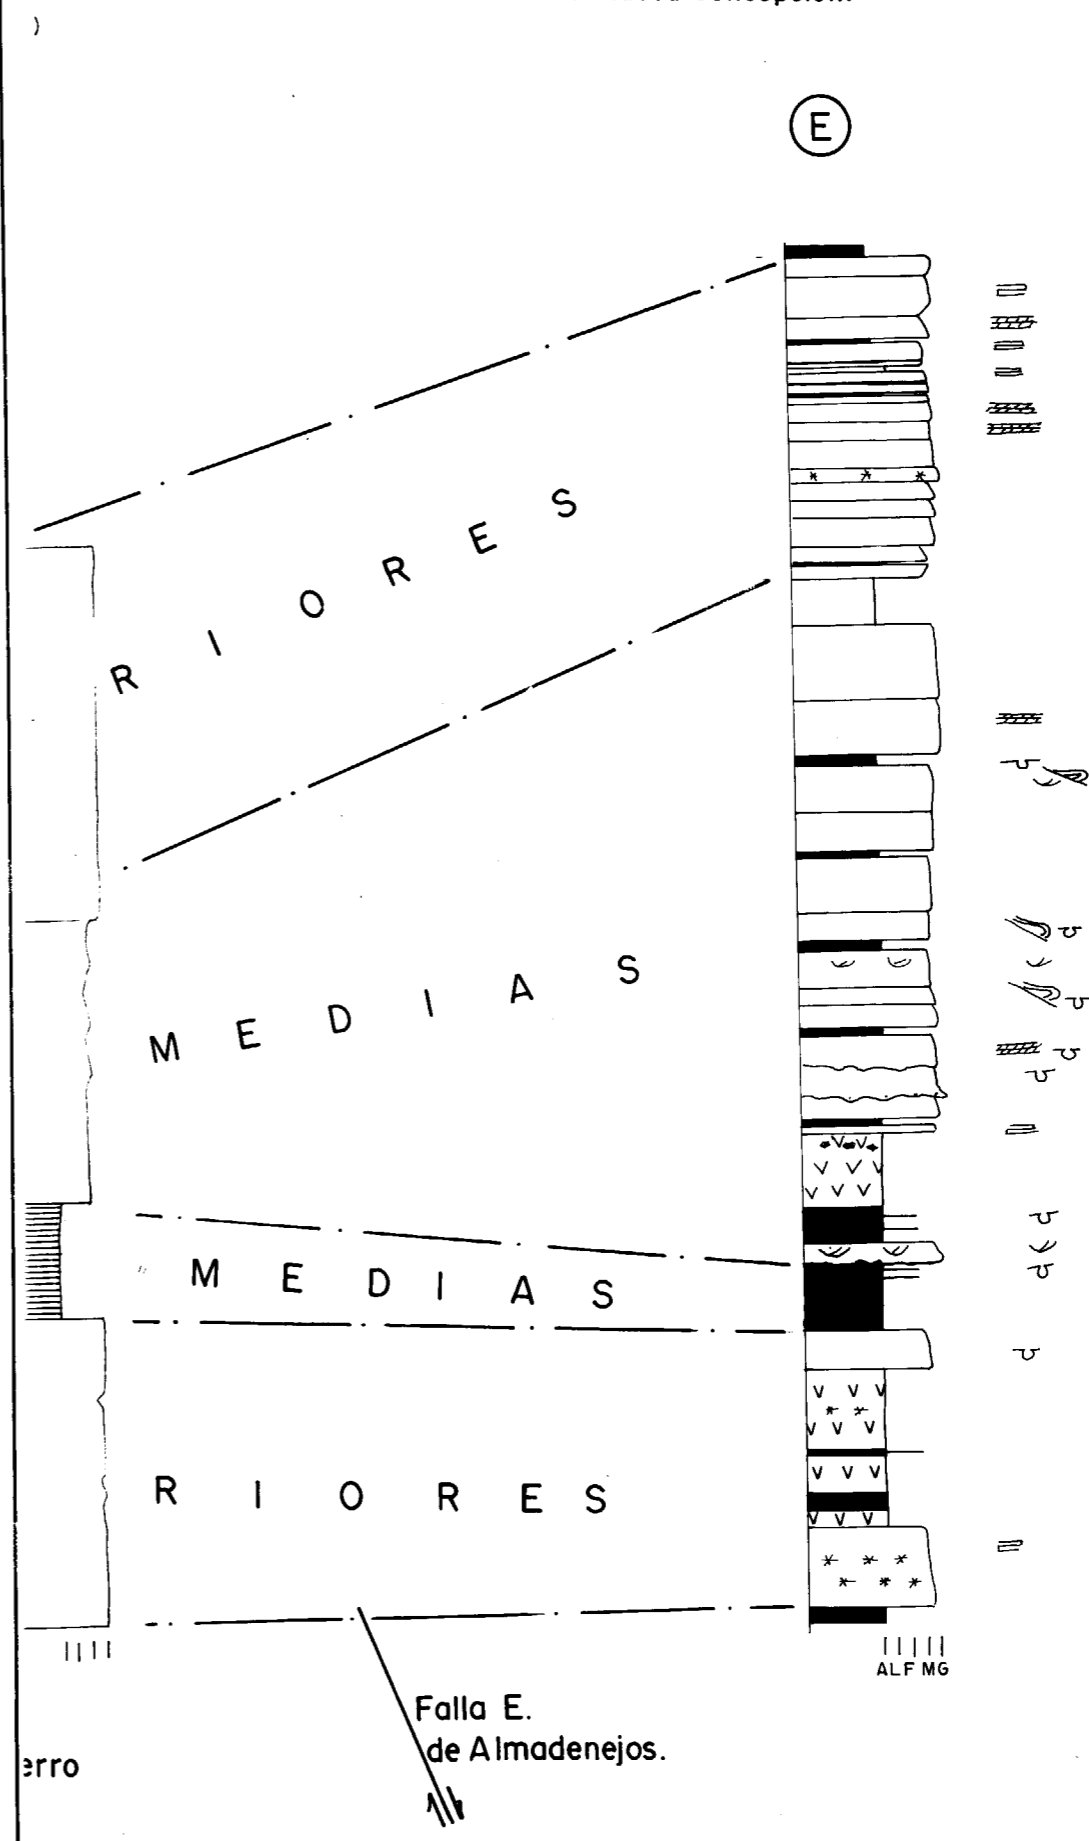 E
R I O R E S
M E D I A S
M E D I A S
R I O R E S
ALF MG
Falla E.
de Almadenejos.
erro